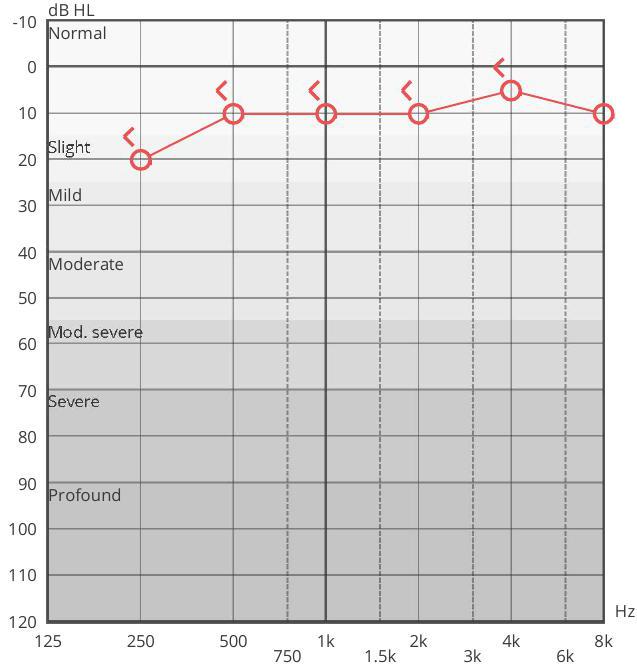 dB HL
-10
Normal
0
10
Slight
20
Mild
30
40
Moderate
50
Mod. severe
60
70
Severe
80
90
Profound
100
110
120
Hz
125 250 500 1k 2k 4k 8k
750 1.5k 3k 6k